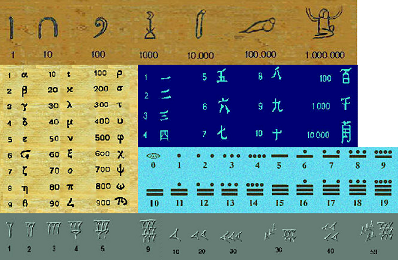 1 10 100 1000 10.000 100.000 1.000.000
1 α 10 ι 100 ρ
2 β 20 κ 200 σ
3 γ 30 λ 300 τ
4 δ 40 μ 400 υ
5 ε 50 ν 500 φ
6 ϛ 60 ξ 600 χ
7 ζ 70 ο 700 ψ
8 η 80 π 800 ω
9 θ 90 900 ϡ
1 一 5 五 8 八 100 百
2 二
3 三 6 六 9 九 1000 千
4 四 7 七 10 十 10000 萬
0 1 2 3 4 5 6 7 8 9
10 11 12 13 14 15 16 17 18 19
1 2 3 4 5 9 10 20 30 40 50